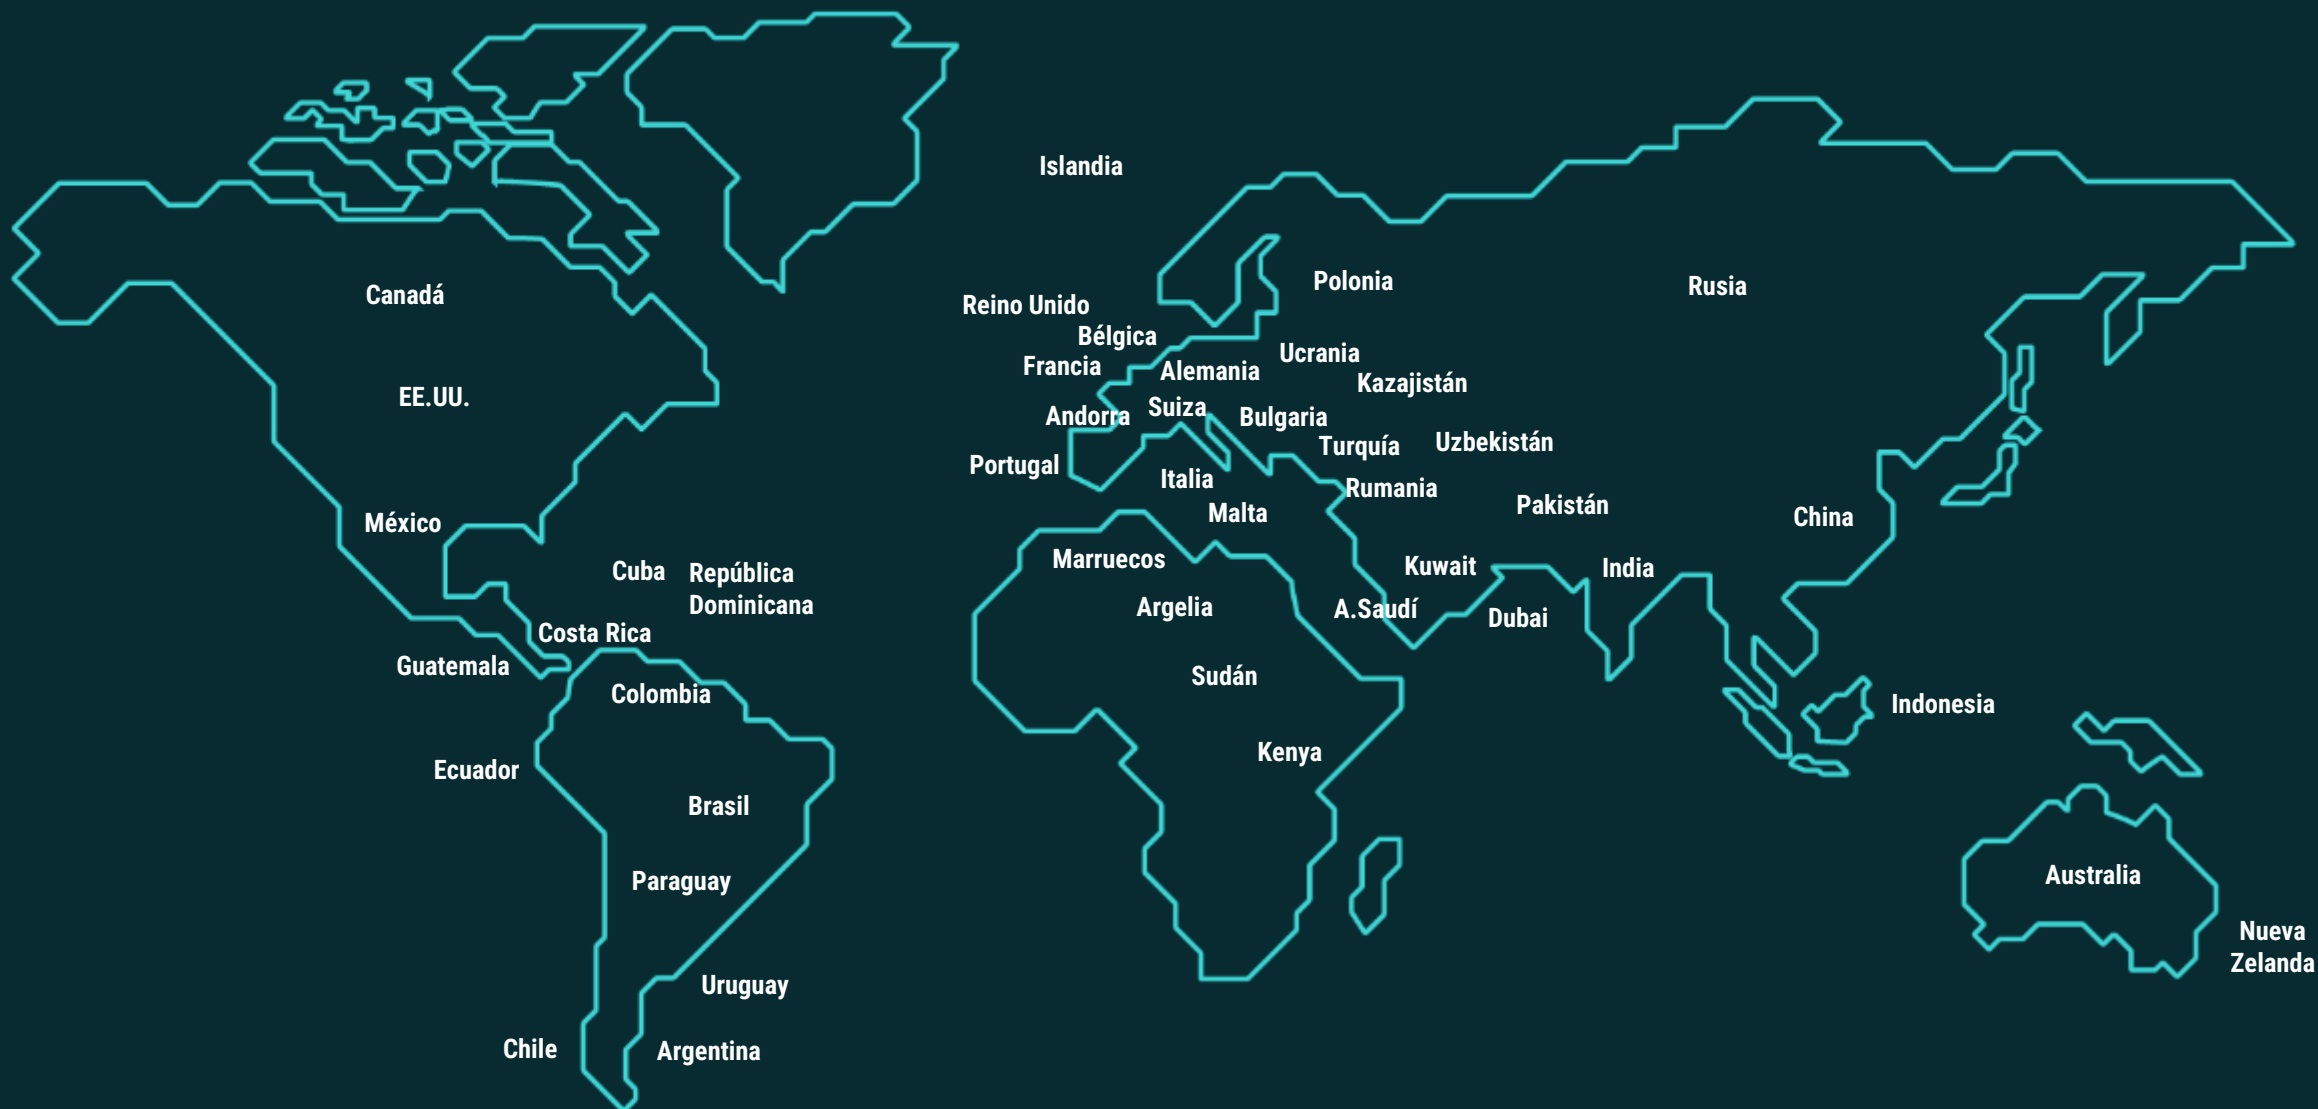 Islandia
Canadá
Polonia
Rusia
Reino Unido
Bélgica
Ucrania
Francia
Alemania
Kazajistán
EE.UU.
Andorra
Suiza
Bulgaria
Turquía
Uzbekistán
Portugal
Italia
Rumania
México
Malta
Pakistán
China
Marruecos
Kuwait
India
Cuba
República
Dominicana
Argelia
A.Saudí
Dubai
Costa Rica
Guatemala
Sudán
Colombia
Indonesia
Kenya
Ecuador
Brasil
Paraguay
Australia
Nueva
Zelanda
Uruguay
Chile
Argentina